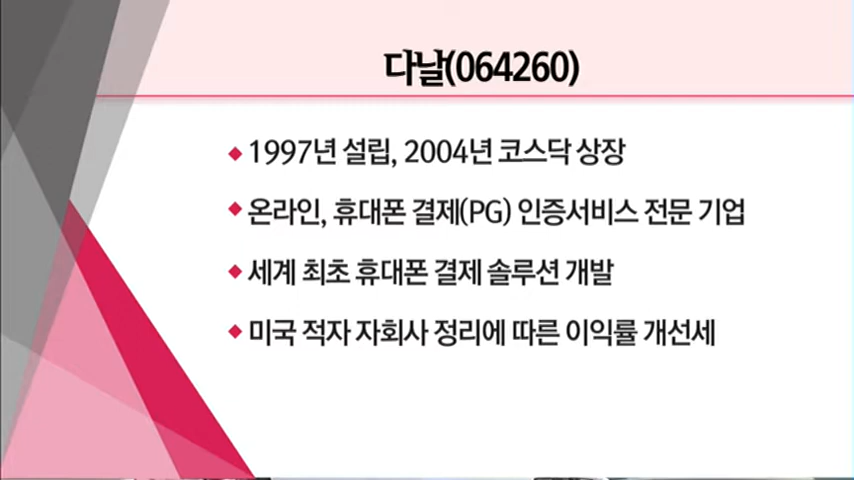 다날(064260)
◆ 1997년 설립, 2004년 코스닥 상장
◆ 온라인, 휴대폰 결제(PG) 인증서비스 전문 기업
◆ 세계 최초 휴대폰 결제 솔루션 개발
◆ 미국 적자 자회사 정리에 따른 이익률 개선세